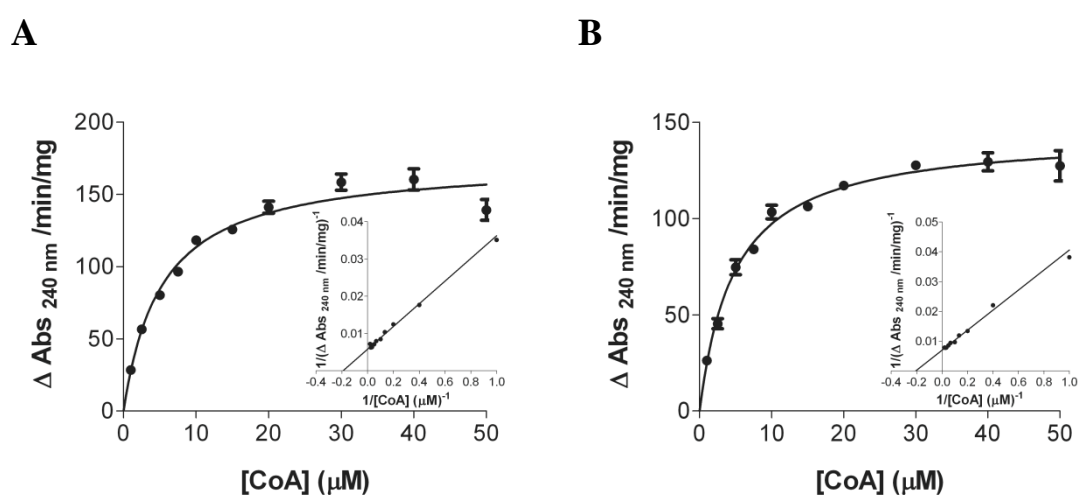 A
B
Δ Abs 240 nm /min/mg
200
150
100
50
0
0 10 20 30 40 50
[CoA] (μM)
1/(Δ Abs 240 nm /min/mg)-1
0.04
0.03
0.02
0.01
-0.4 -0.2 0.0 0.2 0.4 0.6 0.8 1.0
1/[CoA] (μM)-1
Δ Abs 240 nm /min/mg
150
100
50
0
0 10 20 30 40 50
[CoA] (μM)
1/(Δ Abs 240 nm /min/mg)-1
0.05
0.04
0.03
0.02
0.01
-0.4 -0.2 0.0 0.2 0.4 0.6 0.8 1.0
1/[CoA] (μM)-1